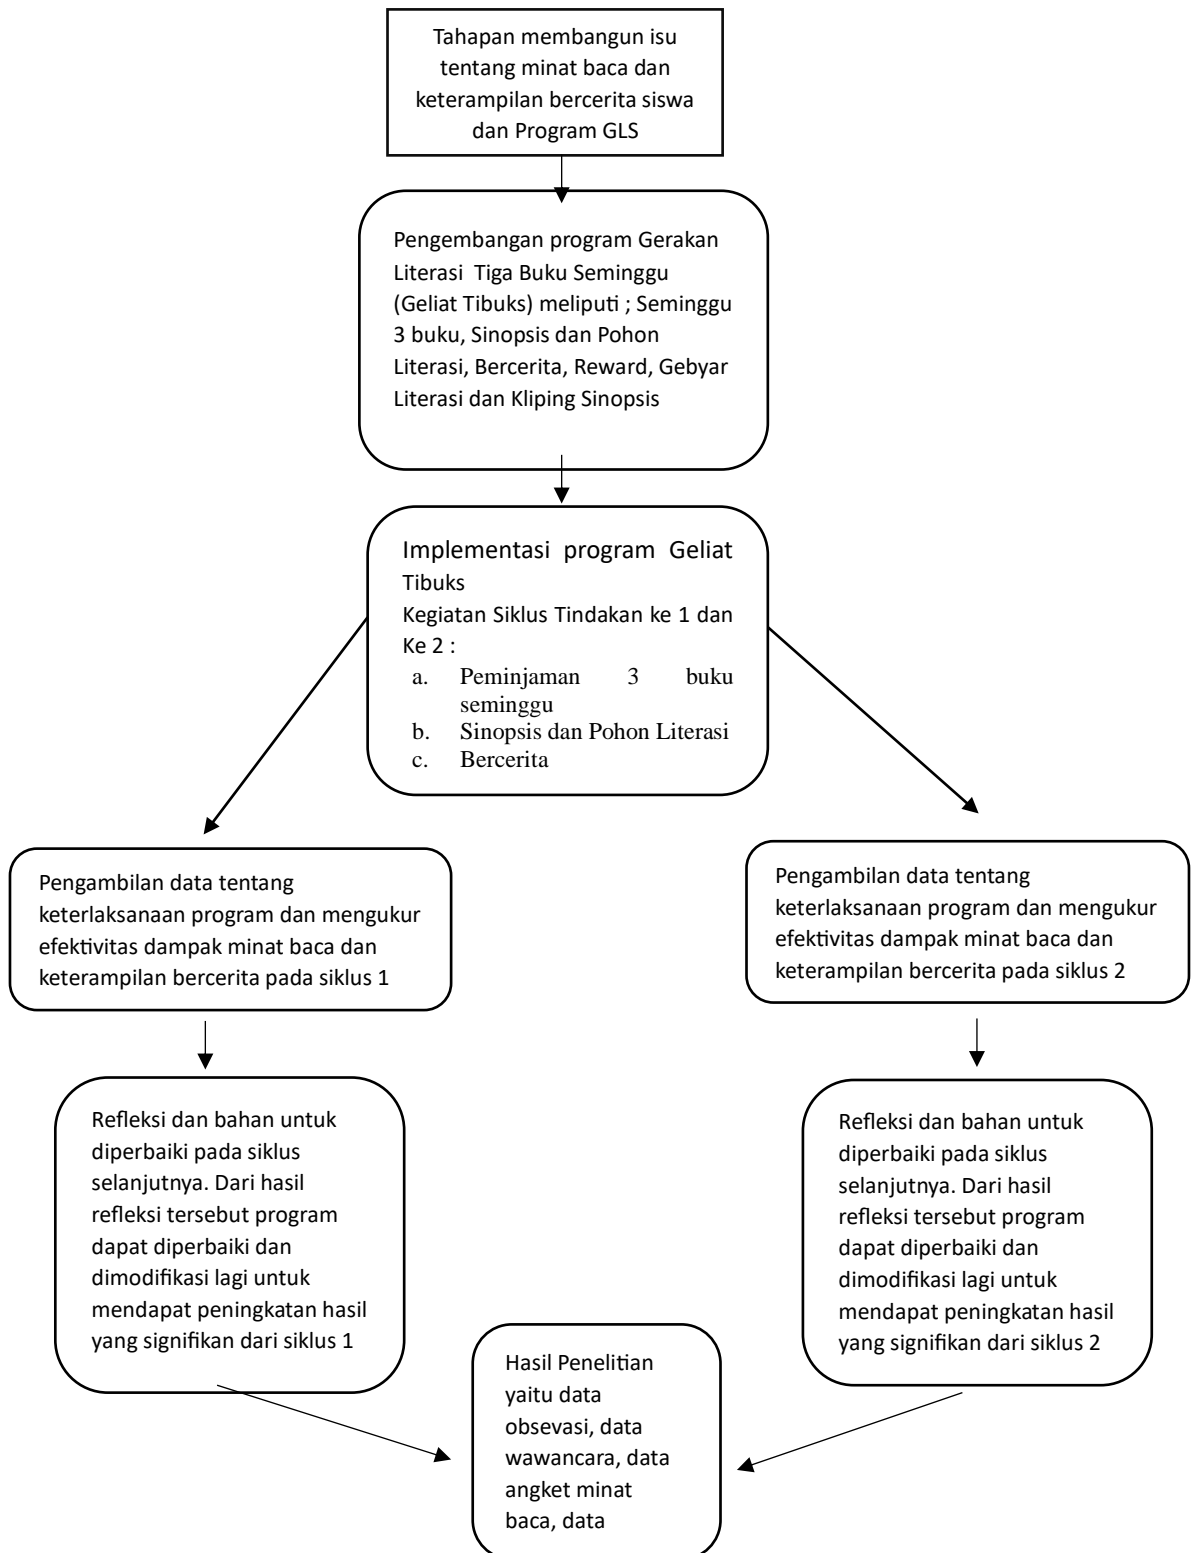 Tahapan membangun isu
tentang minat baca dan
keterampilan bercerita siswa
dan Program GLS
Pengembangan program Gerakan
Literasi Tiga Buku Seminggu
(Geliat Tibuks) meliputi ; Seminggu
3 buku, Sinopsis dan Pohon
Literasi, Bercerita, Reward, Gebyar
Literasi dan Kliping Sinopsis
Implementasi program Geliat
Tibuks
Kegiatan Siklus Tindakan ke 1 dan
Ke 2 :
a. Peminjaman 3 buku
seminggu
b. Sinopsis dan Pohon Literasi
c. Bercerita
Pengambilan data tentang
keterlaksanaan program dan mengukur
efektivitas dampak minat baca dan
keterampilan bercerita pada siklus 1
Pengambilan data tentang
keterlaksanaan program dan mengukur
efektivitas dampak minat baca dan
keterampilan bercerita pada siklus 2
Refleksi dan bahan untuk
diperbaiki pada siklus
selanjutnya. Dari hasil
refleksi tersebut program
dapat diperbaiki dan
dimodifikasi lagi untuk
mendapat peningkatan hasil
yang signifikan dari siklus 1
Refleksi dan bahan untuk
diperbaiki pada siklus
selanjutnya. Dari hasil
refleksi tersebut program
dapat diperbaiki dan
dimodifikasi lagi untuk
mendapat peningkatan hasil
yang signifikan dari siklus 2
Hasil Penelitian
yaitu data
obsevasi, data
wawancara, data
angket minat
baca, data